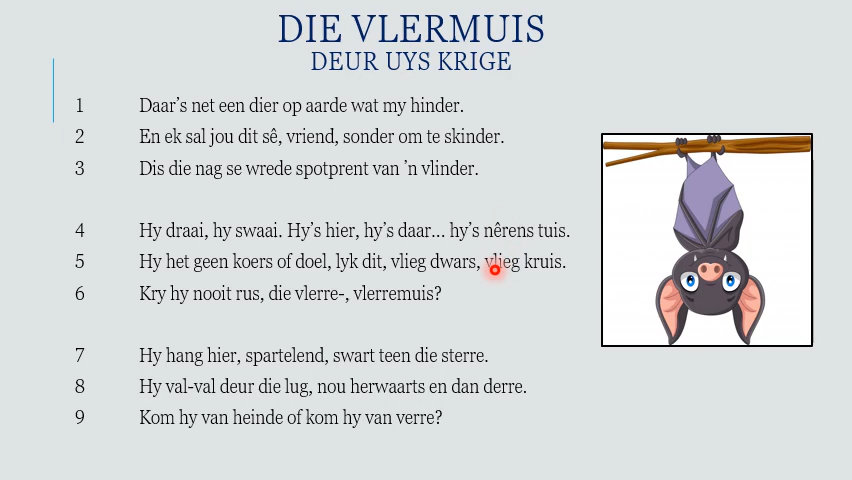 DIE VLERMUIS
DEUR UYS KRIGE
1 Daar's net een dier op aarde wat my hinder.
2 En ek sal jou dit sê, vriend, sonder om te skinder.
3 Dis die nag se wrede spotprent van 'n vlinder.
4 Hy draai, hy swaai. Hy's hier, hy's daar... hy's nêrens tuis.
5 Hy het geen koers of doel, lyk dit, vlieg dwars, vlieg kruis.
6 Kry hy nooit rus, die vlerre-, vlerremuis?
7 Hy hang hier, spartelend, swart teen die sterre.
8 Hy val-val deur die lug, nou herwaarts en dan derre.
9 Kom hy van heinde of kom hy van verre?